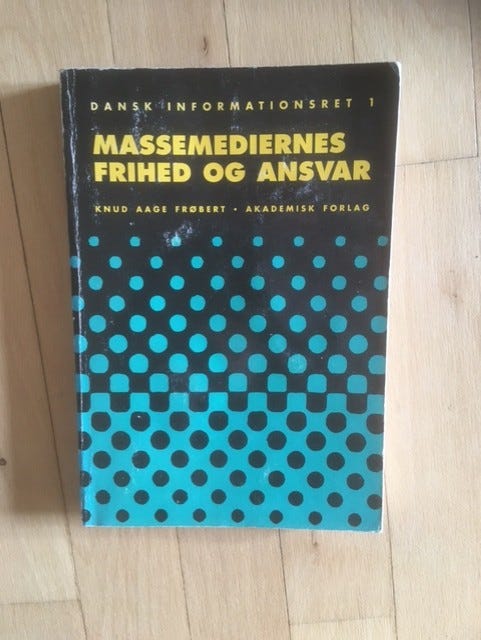 DANSK INFORMATIONSRET 1
MASSEMEDIERNES
FRIHED OG ANSVAR
KNUD AAGE FRØBERT • AKADEMISK FORLAG